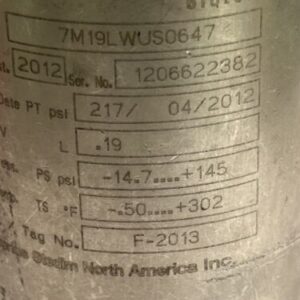 7M19LWUS0647
2012 Ser. No. 1206622382
Date PT psi 217/ 04/2012
L .19
PS psi -14.7....+145
TS °F -.50....+302
Tag No. F-2013
Stedim North America Inc.